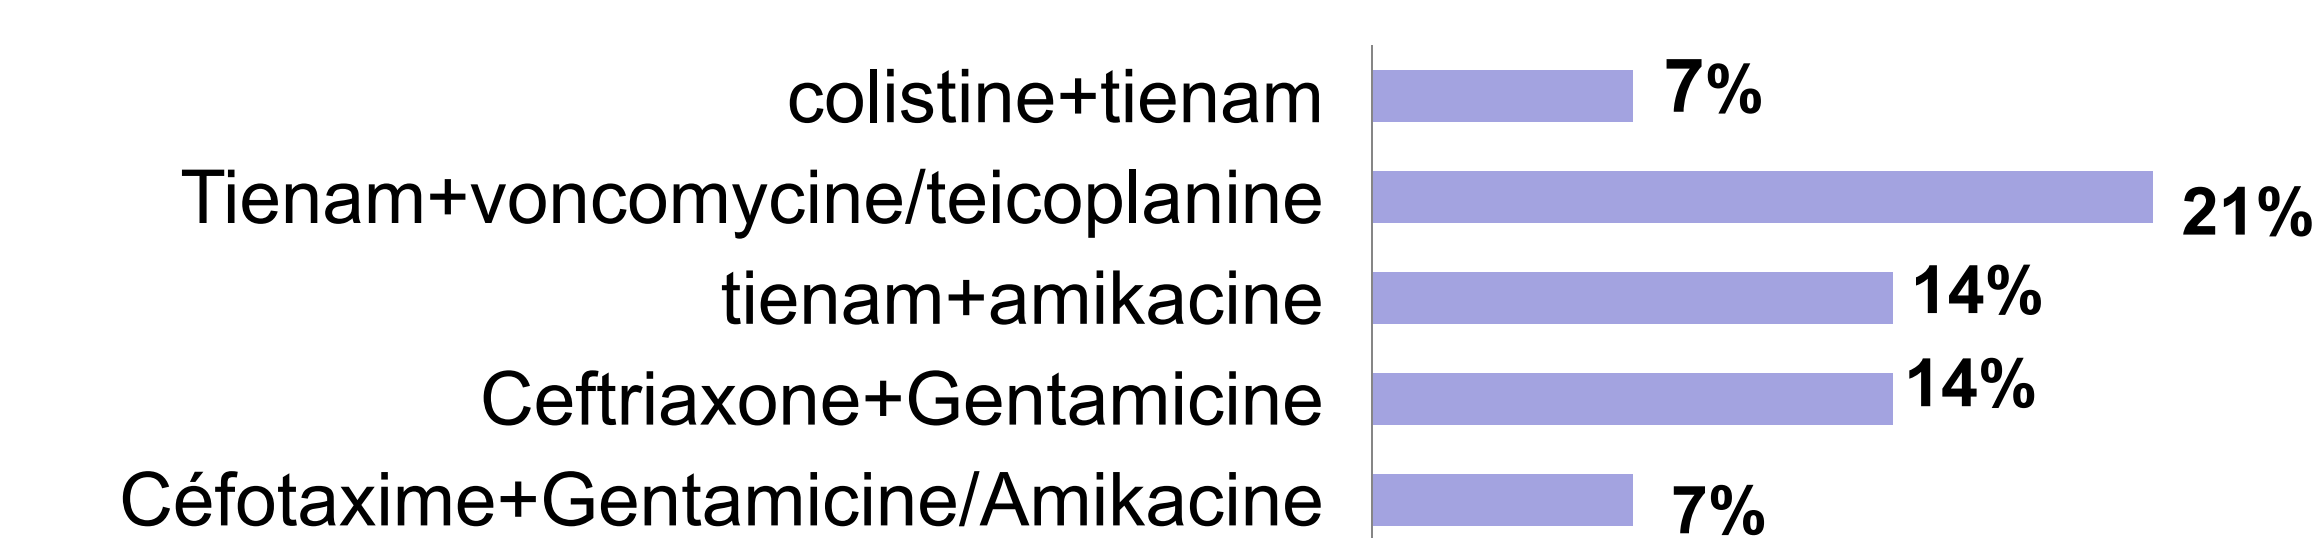 colistine+tienam 7%
Tienam+voncomycine/teicoplanine 21%
tienam+amikacine 14%
Ceftriaxone+Gentamicine 14%
Céfotaxime+Gentamicine/Amikacine 7%